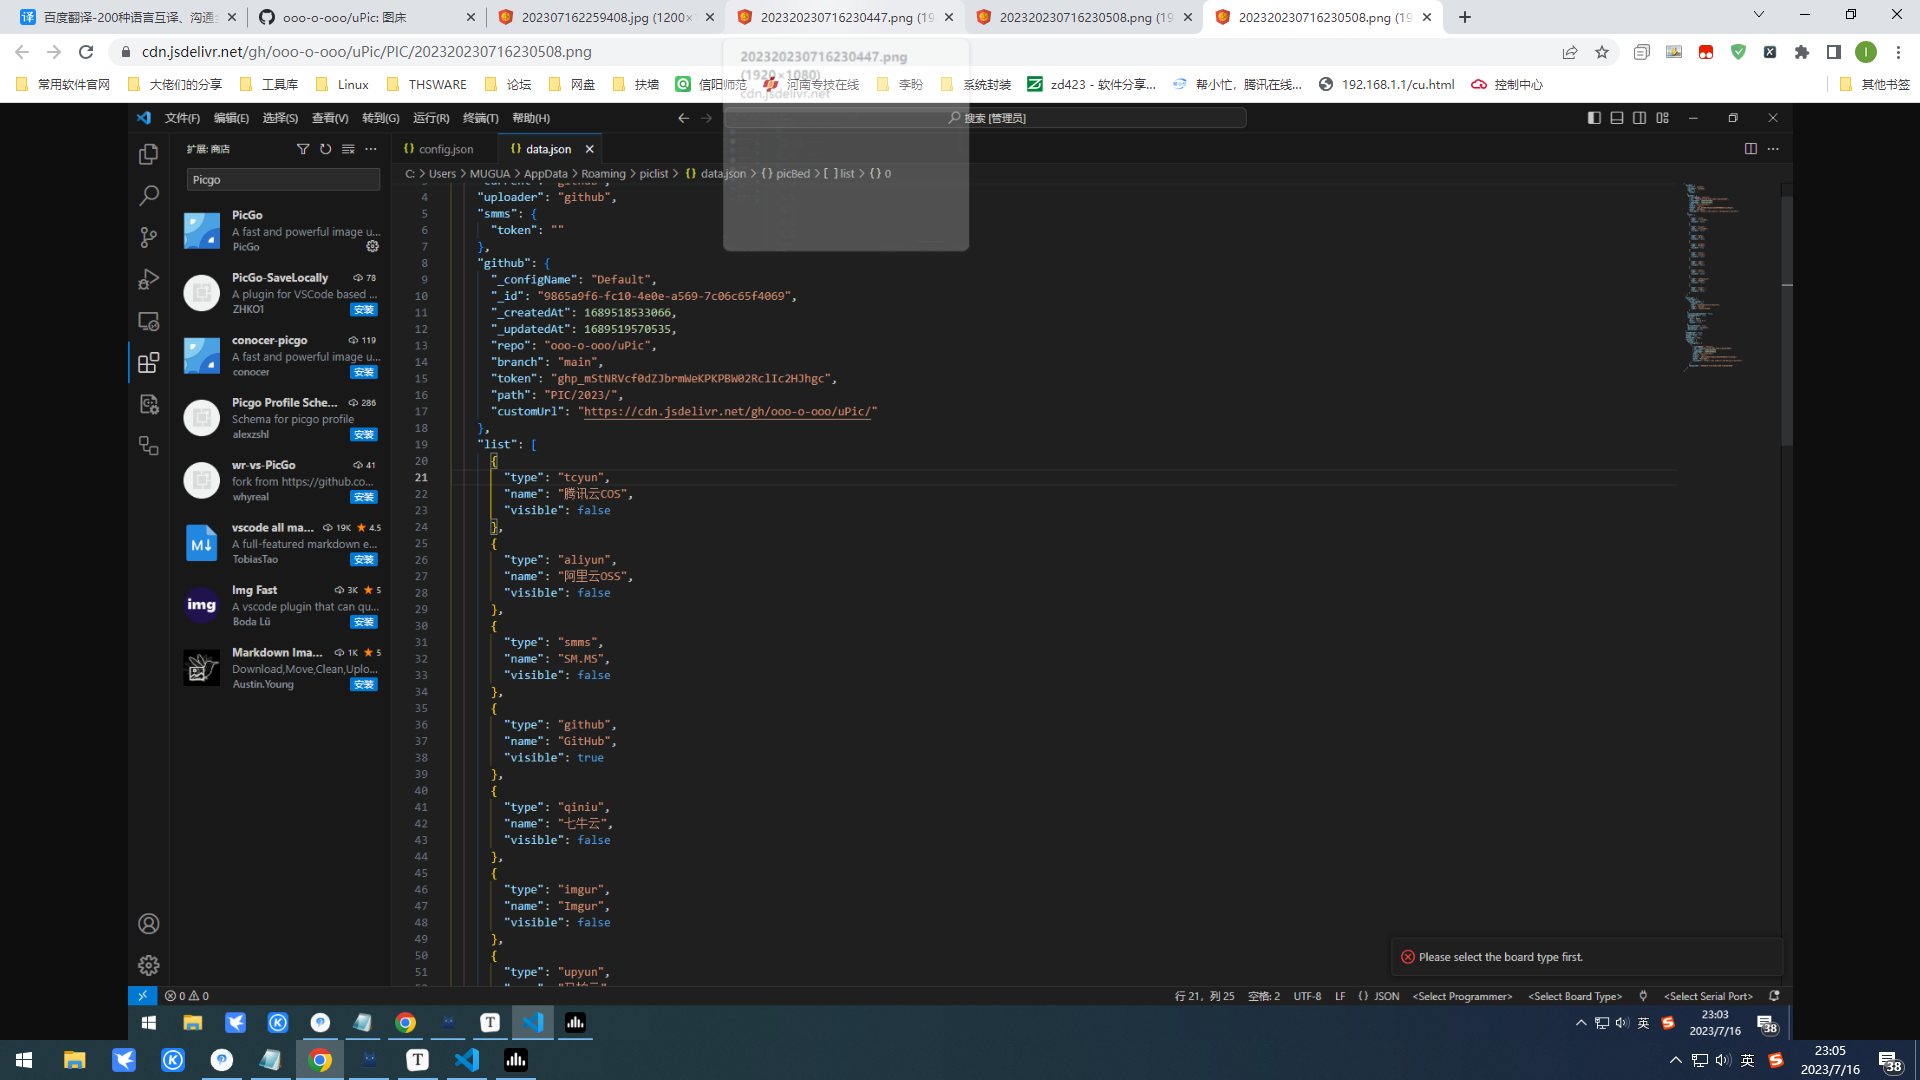 百度翻译-200种语言互译、沟通
ooo-o-ooo/uPic: 图床
202307162259408.jpg (1200×
202320230716230447.png (19
202320230716230508.png (19
202320230716230508.png (19
cdn.jsdelivr.net/gh/ooo-o-ooo/uPic/PIC/202320230716230508.png
202320230716230447.png
(1920×1080)
cdn.jsdelivr.net
常用软件官网 大佬们的分享 工具库 Linux THSWARE 论坛 网盘 扶墙 信阳师范 河南专技在线 李盼 系统封装 zd423 - 软件分享... 帮小忙，腾讯在线... 192.168.1.1/cu.html 控制中心 其他书签
文件(F) 编辑(E) 选择(S) 查看(V) 转到(G) 运行(R) 终端(T) 帮助(H) 搜索 [管理员]
扩展: 商店
config.json data.json
Picgo
C: > Users > MUGUA > AppData > Roaming > piclist > {} data.json > {} picBed > [ ] list > {} 0
PicGo
A fast and powerful image u...
PicGo
PicGo-SaveLocally 78
A plugin for VSCode based ...
ZHKO1 安装
conocer-picgo 119
A fast and powerful image u...
conocer 安装
Picgo Profile Sche... 286
Schema for picgo profile
alexzshl 安装
wr-vs-PicGo 41
fork from https://github.co...
whyreal 安装
vscode all ma... 19K ★ 4.5
A full-featured markdown e...
TobiasTao 安装
Img Fast 3K ★ 5
A vscode plugin that can qu...
Boda Lü 安装
Markdown Ima... 1K ★ 5
Download,Move,Clean,Uplo...
Austin.Young 安装
M↓
img
3 "current": "github",
4 "uploader": "github",
5 "smms": {
6 "token": ""
7 },
8 "github": {
9 "_configName": "Default",
10 "_id": "9865a9f6-fc10-4e0e-a569-7c06c65f4069",
11 "_createdAt": 1689518533066,
12 "_updatedAt": 1689519570535,
13 "repo": "ooo-o-ooo/uPic",
14 "branch": "main",
15 "token": "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",
16 "path": "PIC/2023/",
17 "customUrl": "https://cdn.jsdelivr.net/gh/ooo-o-ooo/uPic/"
18 },
19 "list": [
20 {
21 "type": "tcyun",
22 "name": "腾讯云COS",
23 "visible": false
24 },
25 {
26 "type": "aliyun",
27 "name": "阿里云OSS",
28 "visible": false
29 },
30 {
31 "type": "smms",
32 "name": "SM.MS",
33 "visible": false
34 },
35 {
36 "type": "github",
37 "name": "GitHub",
38 "visible": true
39 },
40 {
41 "type": "qiniu",
42 "name": "七牛云",
43 "visible": false
44 },
45 {
46 "type": "imgur",
47 "name": "Imgur",
48 "visible": false
49 },
50 {
51 "type": "upyun",
Please select the board type first.
0 0
行 21，列 25 空格: 2 UTF-8 LF {} JSON <Select Programmer> <Select Board Type> <Select Serial Port>
英 23:03
2023/7/16 38
英 23:05
2023/7/16 38